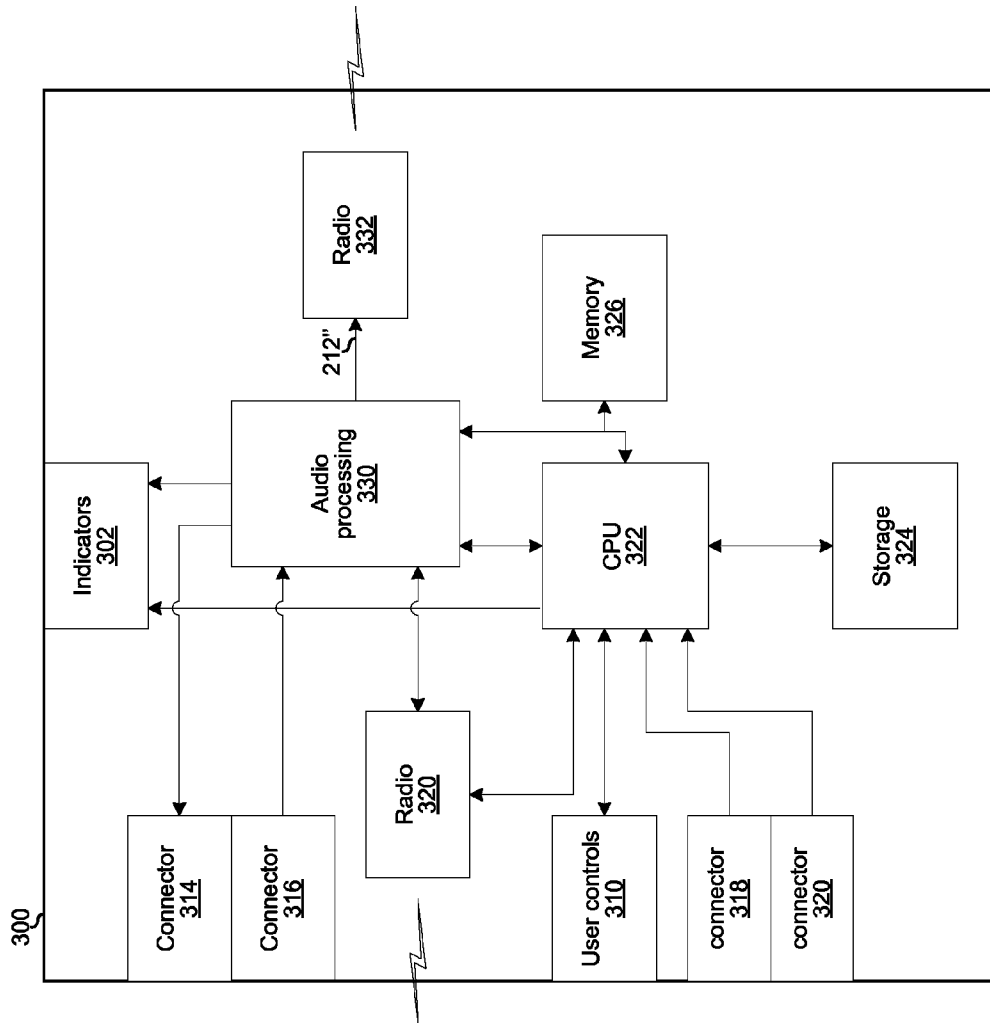 300
Connector
314
Connector
316
Radio
320
User controls
310
connector
318
connector
320
Indicators
302
Audio
processing
330
CPU
322
Storage
324
212”
Radio
332
Memory
326